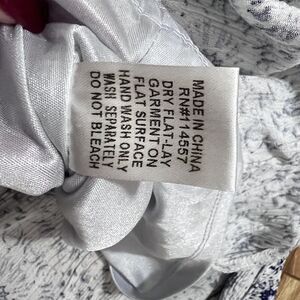 MADE IN CHINA
RN#114557
DRY FLAT-LAY
GARMENT ON
FLAT SURFACE
HAND WASH ONLY
WASH SEPARATELY
DO NOT BLEACH